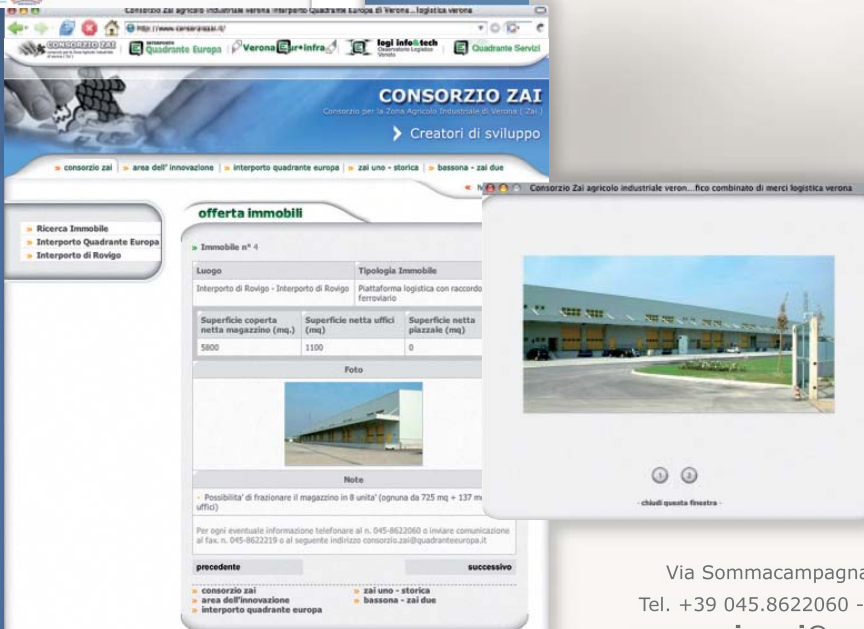 Consorzio Zai agricolo industriale verona Interporto Quadrante Europa di Verona...logistica verona
CONSORZIO ZAI
INTERPORTO
Quadrante Europa
Verona Eur•infra
logi info&tech
Osservatorio Logistico
Veneto
Quadrante Servizi
CONSORZIO ZAI
Consorzio per la Zona Agricolo Industriale di Verona ( Zai )
Creatori di sviluppo
» consorzio zai | » area dell' innovazione | » interporto quadrante europa | » zai uno - storica | » bassona - zai due
» Ricerca Immobile
» Interporto Quadrante Europa
» Interporto di Rovigo
offerta immobili
» Immobile n° 4
Luogo Tipologia Immobile
Interporto di Rovigo - Interporto di Rovigo Piattaforma logistica con raccordo
ferroviario
Superficie coperta Superficie netta uffici Superficie netta
netta magazzino (mq.) (mq) piazzale (mq)
5800 1100 0
Foto
Note
- Possibilita' di frazionare il magazzino in 8 unita' (ognuna da 725 mq + 137
uffici)
Per ogni eventuale informazione telefonare al n. 045-8622060 o inviare comunicazione
al fax. n. 045-8622219 o al seguente indirizzo consorzio.zai@quadranteeuropa.it
precedente successivo
» consorzio zai » zai uno - storica
» area dell'innovazione » bassona - zai due
» interporto quadrante europa
Consorzio Zai agricolo industriale veron...fico combinato di merci logistica verona
1 2
- chiudi questa finestra -
Via Sommacampagna
Tel. +39 045.8622060 -